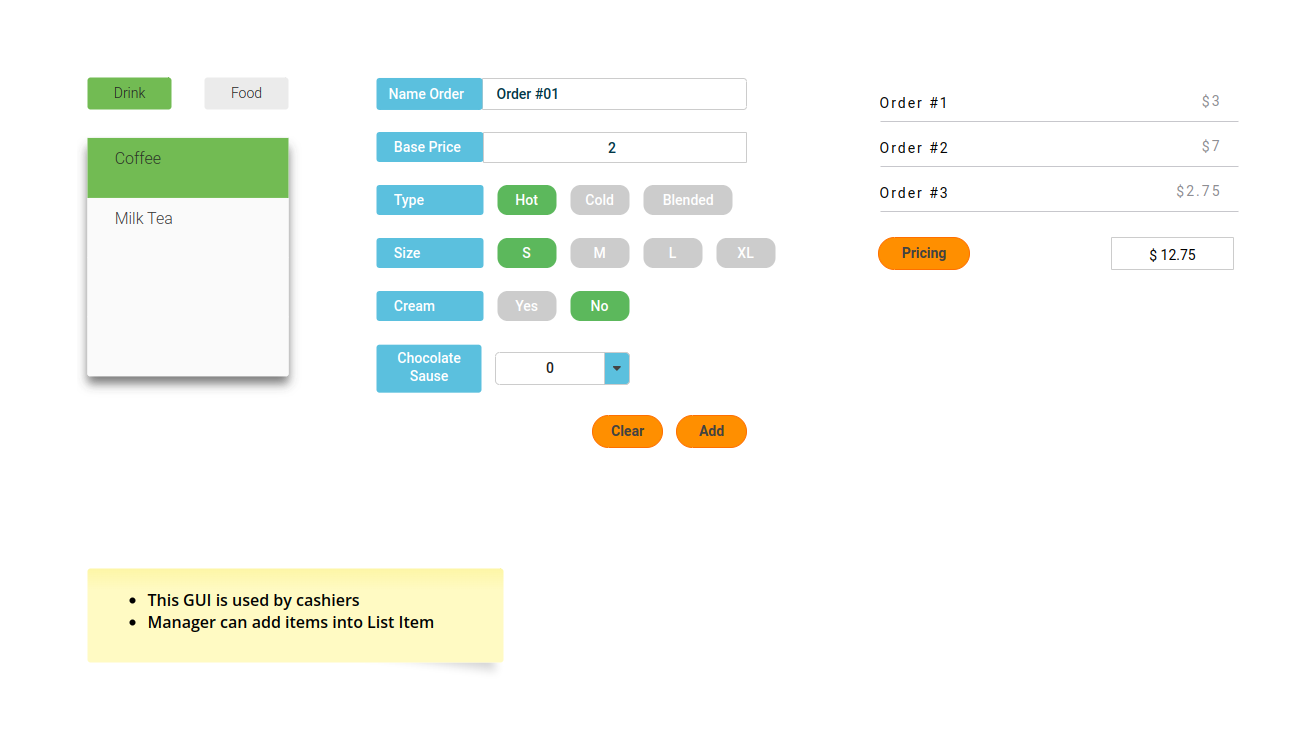 Drink
Food
Coffee
Milk Tea
Name Order
Order #01
Base Price
2
Type
Hot
Cold
Blended
Size
S
M
L
XL
Cream
Yes
No
Chocolate
Sause
0
Clear
Add
Order #1
$3
Order #2
$7
Order #3
$2.75
Pricing
$ 12.75
• This GUI is used by cashiers
• Manager can add items into List Item